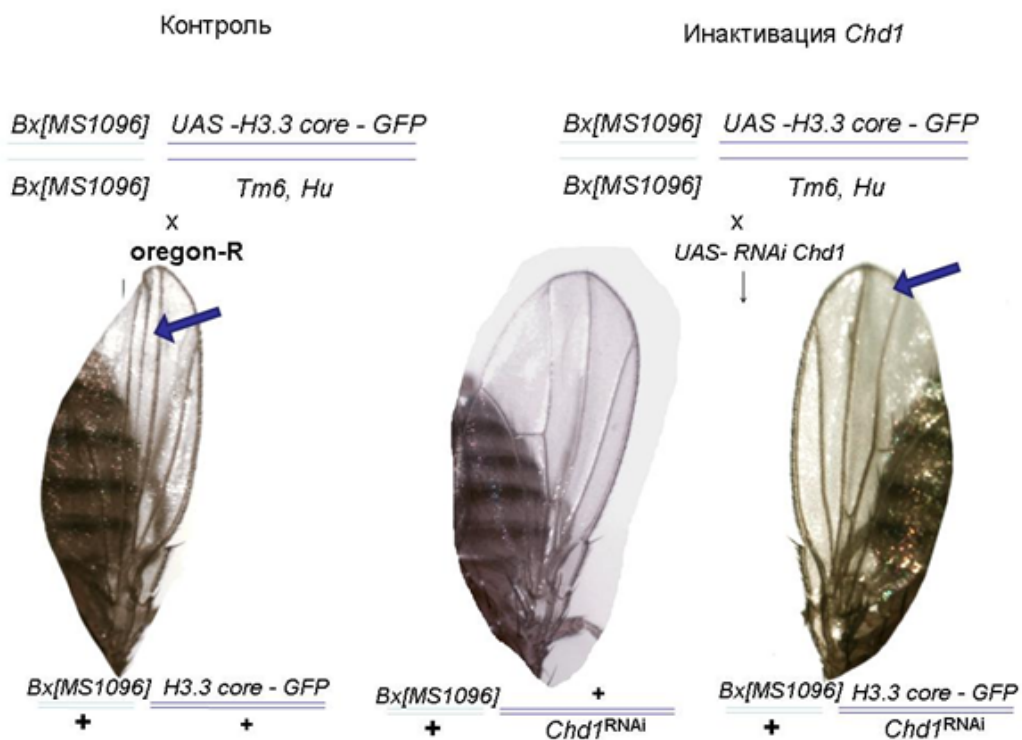 Контроль
Инактивация Chd1
Bx[MS1096] UAS -H3.3 core - GFP
Bx[MS1096] Tm6, Hu
x
oregon-R
Bx[MS1096] UAS -H3.3 core - GFP
Bx[MS1096] Tm6, Hu
x
UAS- RNAi Chd1
Bx[MS1096] H3.3 core - GFP
+ +
Bx[MS1096] +
+ Chd1RNAi
Bx[MS1096] H3.3 core - GFP
+ Chd1RNAi